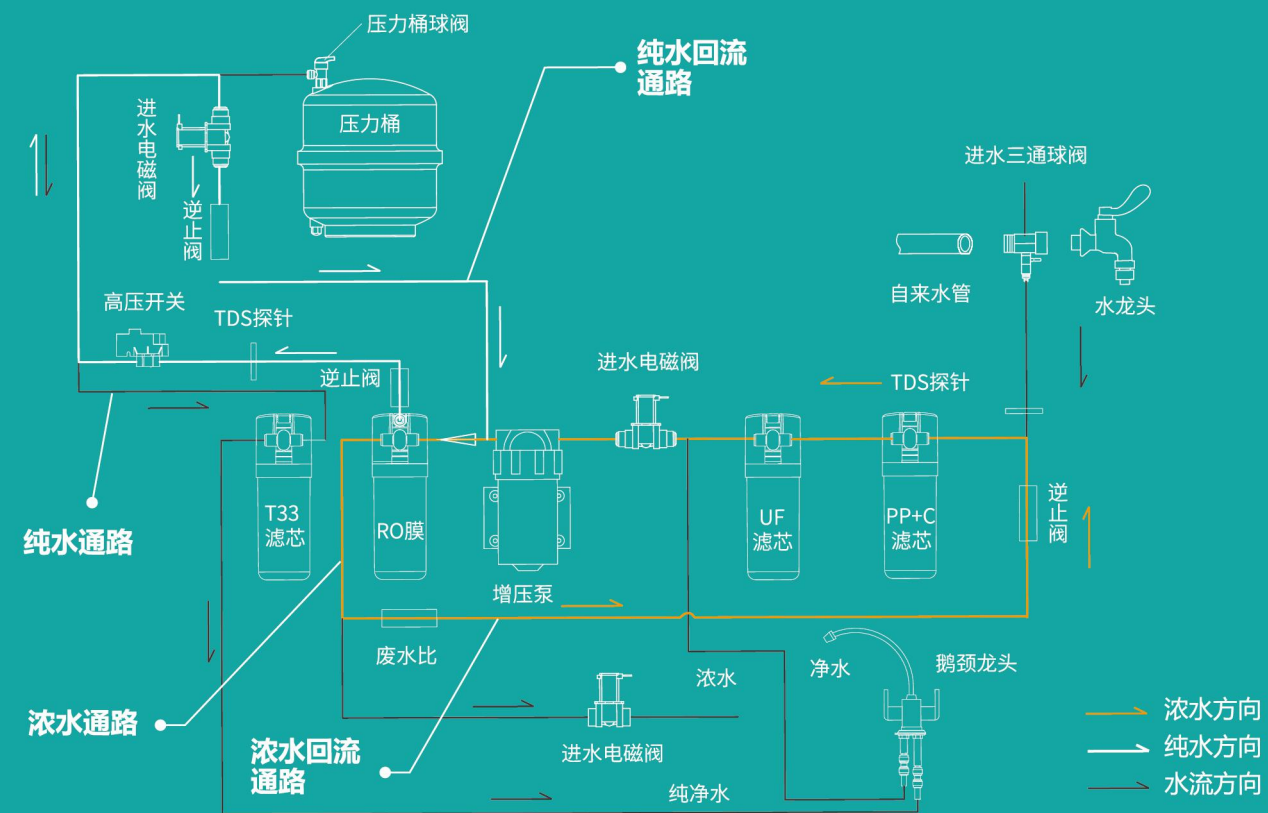 压力桶球阀
纯水回流
通路
进水电磁阀
压力桶
进水三通球阀
逆止阀
自来水管
水龙头
高压开关
TDS探针
逆止阀
进水电磁阀
TDS探针
T33
滤芯
RO膜
UF
滤芯
PP+C
滤芯
逆止阀
纯水通路
增压泵
废水比
浓水
净水
鹅颈龙头
浓水通路
浓水回流
通路
进水电磁阀
纯净水
浓水方向
纯水方向
水流方向